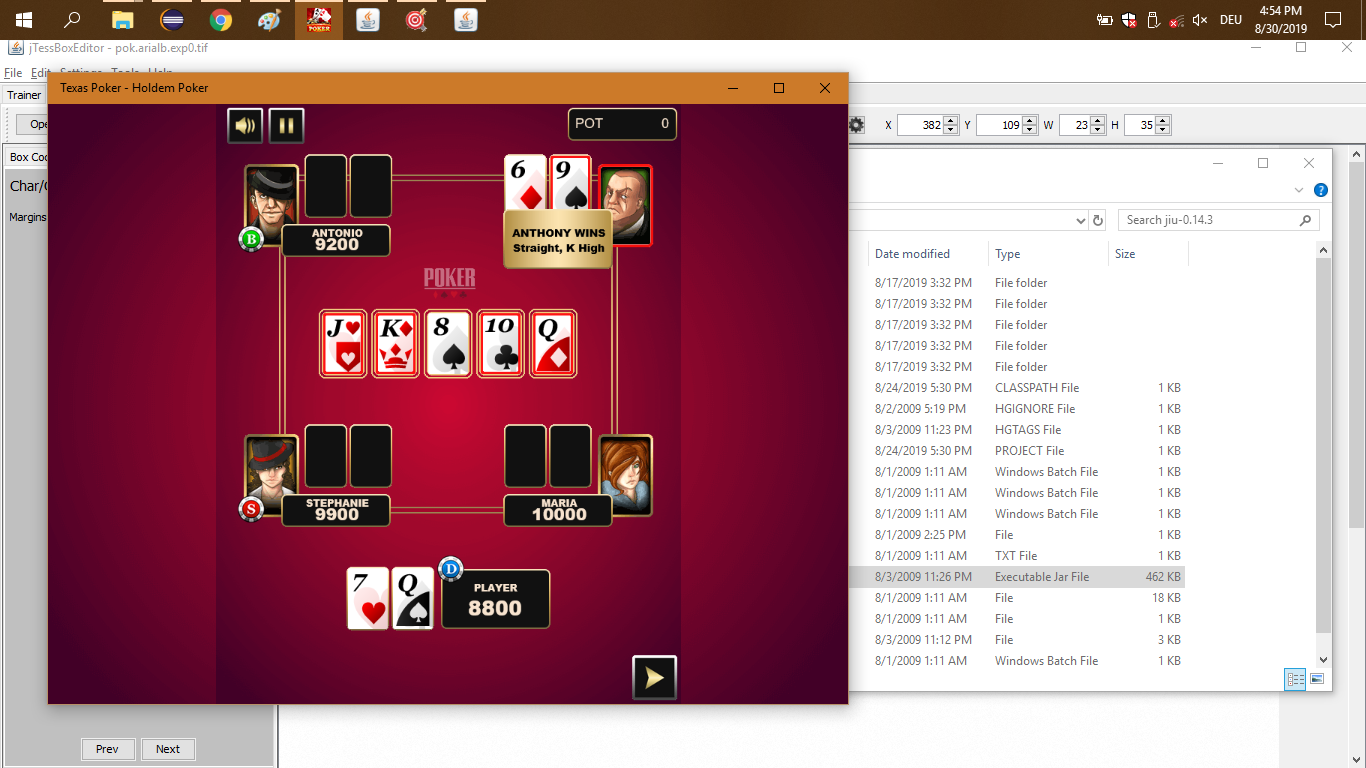 DEU
4:54 PM
8/30/2019
POKER
jTessBoxEditor - pok.arialb.exp0.tif
File Edit Settings Tools Help
Trainer
Texas Poker - Holdem Poker
Ope
X 382 Y 109 W 23 H 35
Box Coo
Char/C
Margins
POT 0
6 9
B
ANTONIO
9200
ANTHONY WINS
Straight, K High
POKER
J K 8 10 Q
S
STEPHANIE
9900
MARIA
10000
7 Q
D
PLAYER
8800
Prev Next
Search jiu-0.14.3
Date modified Type Size
8/17/2019 3:32 PM File folder
8/17/2019 3:32 PM File folder
8/17/2019 3:32 PM File folder
8/17/2019 3:32 PM File folder
8/17/2019 3:32 PM File folder
8/24/2019 5:30 PM CLASSPATH File 1 KB
8/2/2009 5:19 PM HGIGNORE File 1 KB
8/3/2009 11:23 PM HGTAGS File 1 KB
8/24/2019 5:30 PM PROJECT File 1 KB
8/1/2009 1:11 AM Windows Batch File 1 KB
8/1/2009 1:11 AM Windows Batch File 1 KB
8/1/2009 1:11 AM Windows Batch File 1 KB
8/1/2009 2:25 PM File 1 KB
8/1/2009 1:11 AM TXT File 1 KB
8/3/2009 11:26 PM Executable Jar File 462 KB
8/1/2009 1:11 AM File 18 KB
8/1/2009 1:11 AM File 1 KB
8/3/2009 11:12 PM File 3 KB
8/1/2009 1:11 AM Windows Batch File 1 KB